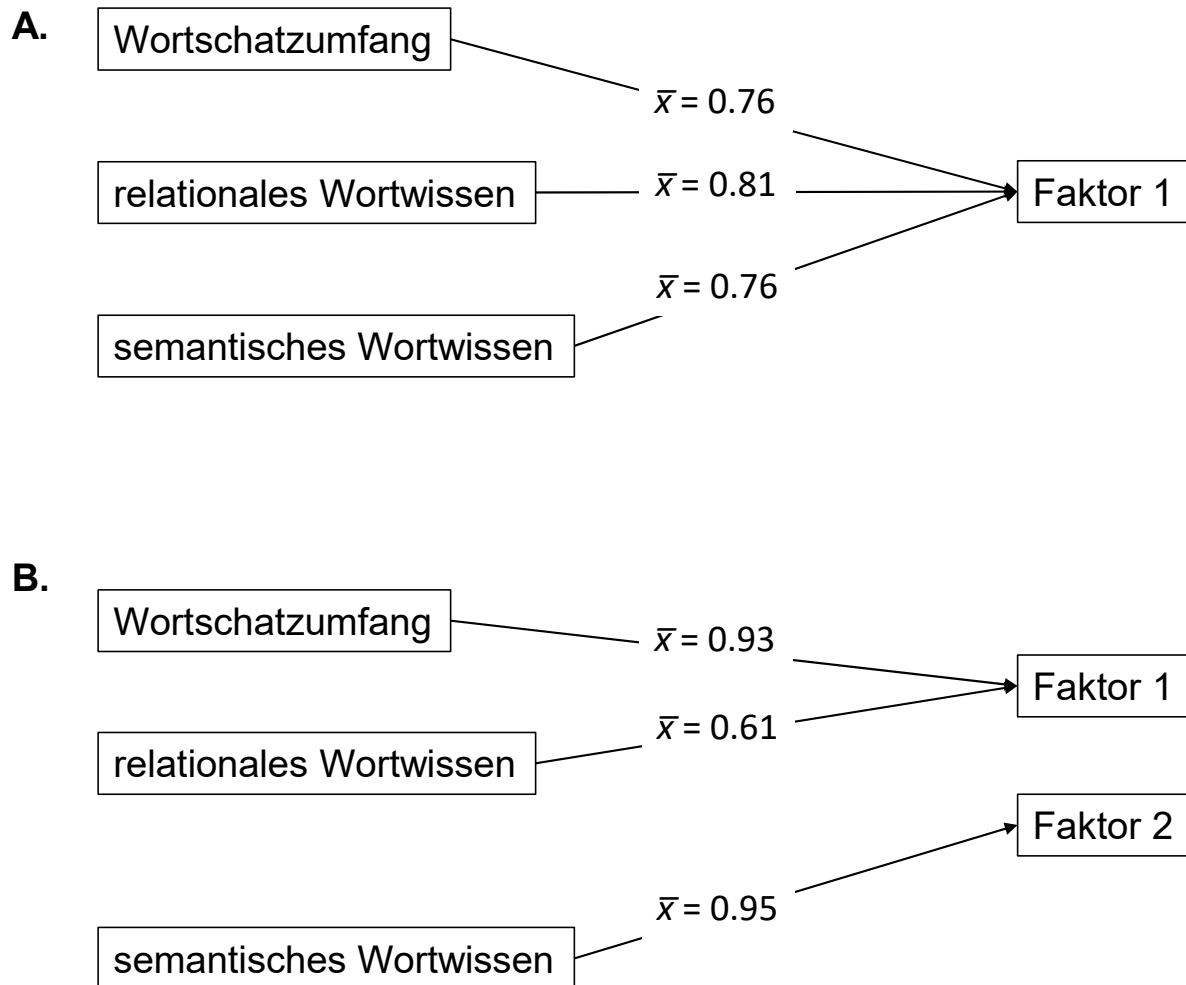 A.
Wortschatzumfang
x̅ = 0.76
relationales Wortwissen
x̅ = 0.81
Faktor 1
x̅ = 0.76
semantisches Wortwissen
B.
Wortschatzumfang
x̅ = 0.93
Faktor 1
x̅ = 0.61
relationales Wortwissen
Faktor 2
x̅ = 0.95
semantisches Wortwissen